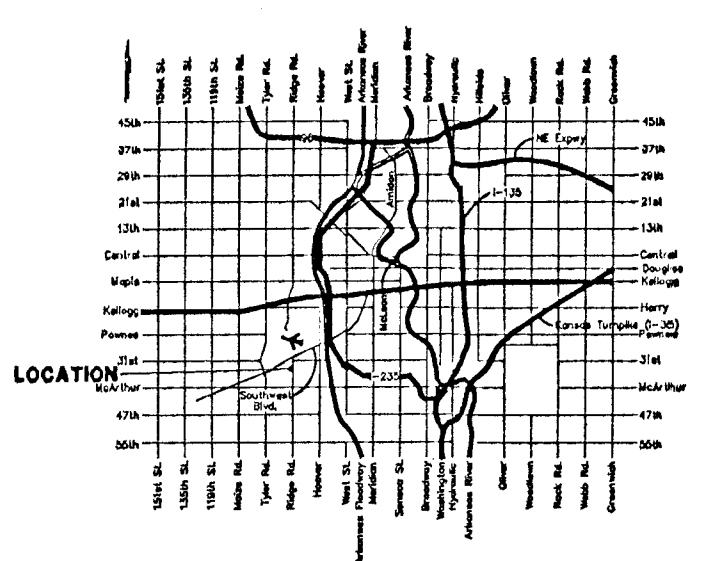 151st St.
135th St.
119th St.
Maize Rd.
Tyler Rd.
Ridge Rd.
Hoover
West St.
Arkansas River
Meridian
Arkansas River
Broadway
Hydraulic
Hillside
Oliver
Woodlawn
Rock Rd.
Webb Rd.
Greenwich
45th
37th
29th
21st
13th
Central
Maple
Kellogg
Pawnee
31st
McArthur
47th
55th
45th
37th
29th
21st
13th
Central
Douglas
Kellogg
Harry
Pawnee
31st
McArthur
47th
55th
NE Expwy
I-135
Amidon
McLean
Kansas Turnpike (I-35)
I-235
Southwest
Blvd.
LOCATION
151st St.
135th St.
119th St.
Maize Rd.
Tyler Rd.
Ridge Rd.
Hoover
West St.
Arkansas Floodway
Meridian
Seneca St.
Broadway
Washington
Hydraulic
Arkansas River
Oliver
Woodlawn
Rock Rd.
Webb Rd.
Greenwich